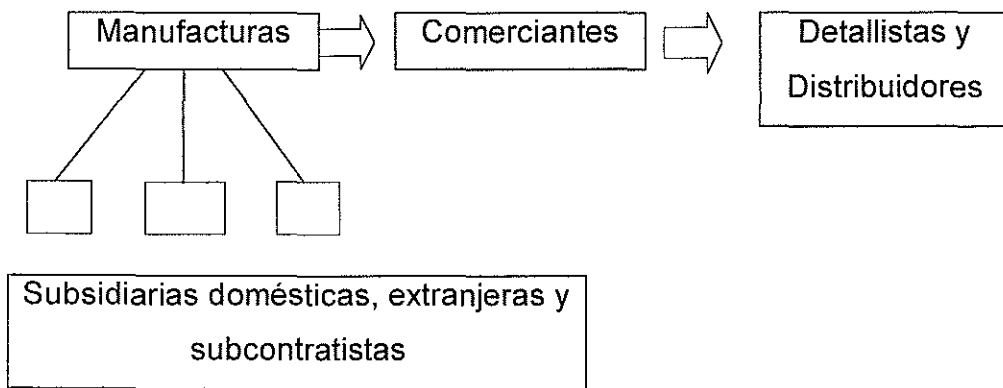 Manufacturas
Comerciantes
Detallistas y
Distribuidores
Subsidiarias domésticas, extranjeras y
subcontratistas